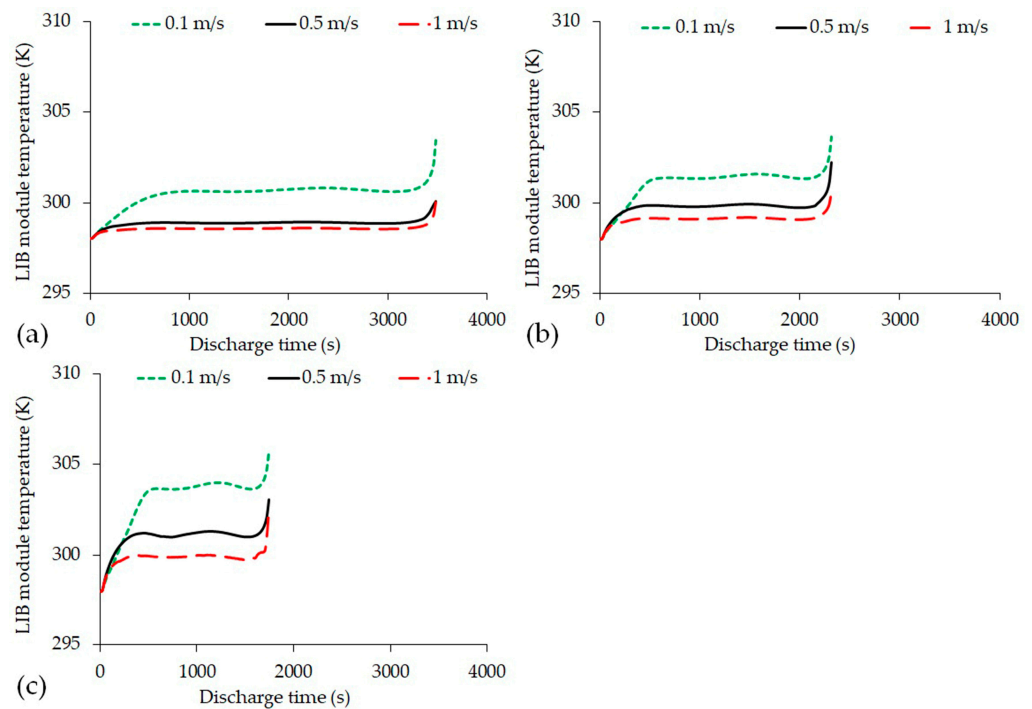 0.1 m/s 0.5 m/s 1 m/s
LIB module temperature (K)
310
305
300
295
0 1000 2000 3000 4000
Discharge time (s)
(a)
0.1 m/s 0.5 m/s 1 m/s
LIB module temperature (K)
310
305
300
295
0 1000 2000 3000 4000
Discharge time (s)
(b)
0.1 m/s 0.5 m/s 1 m/s
LIB module temperature (K)
310
305
300
295
0 1000 2000 3000 4000
Discharge time (s)
(c)